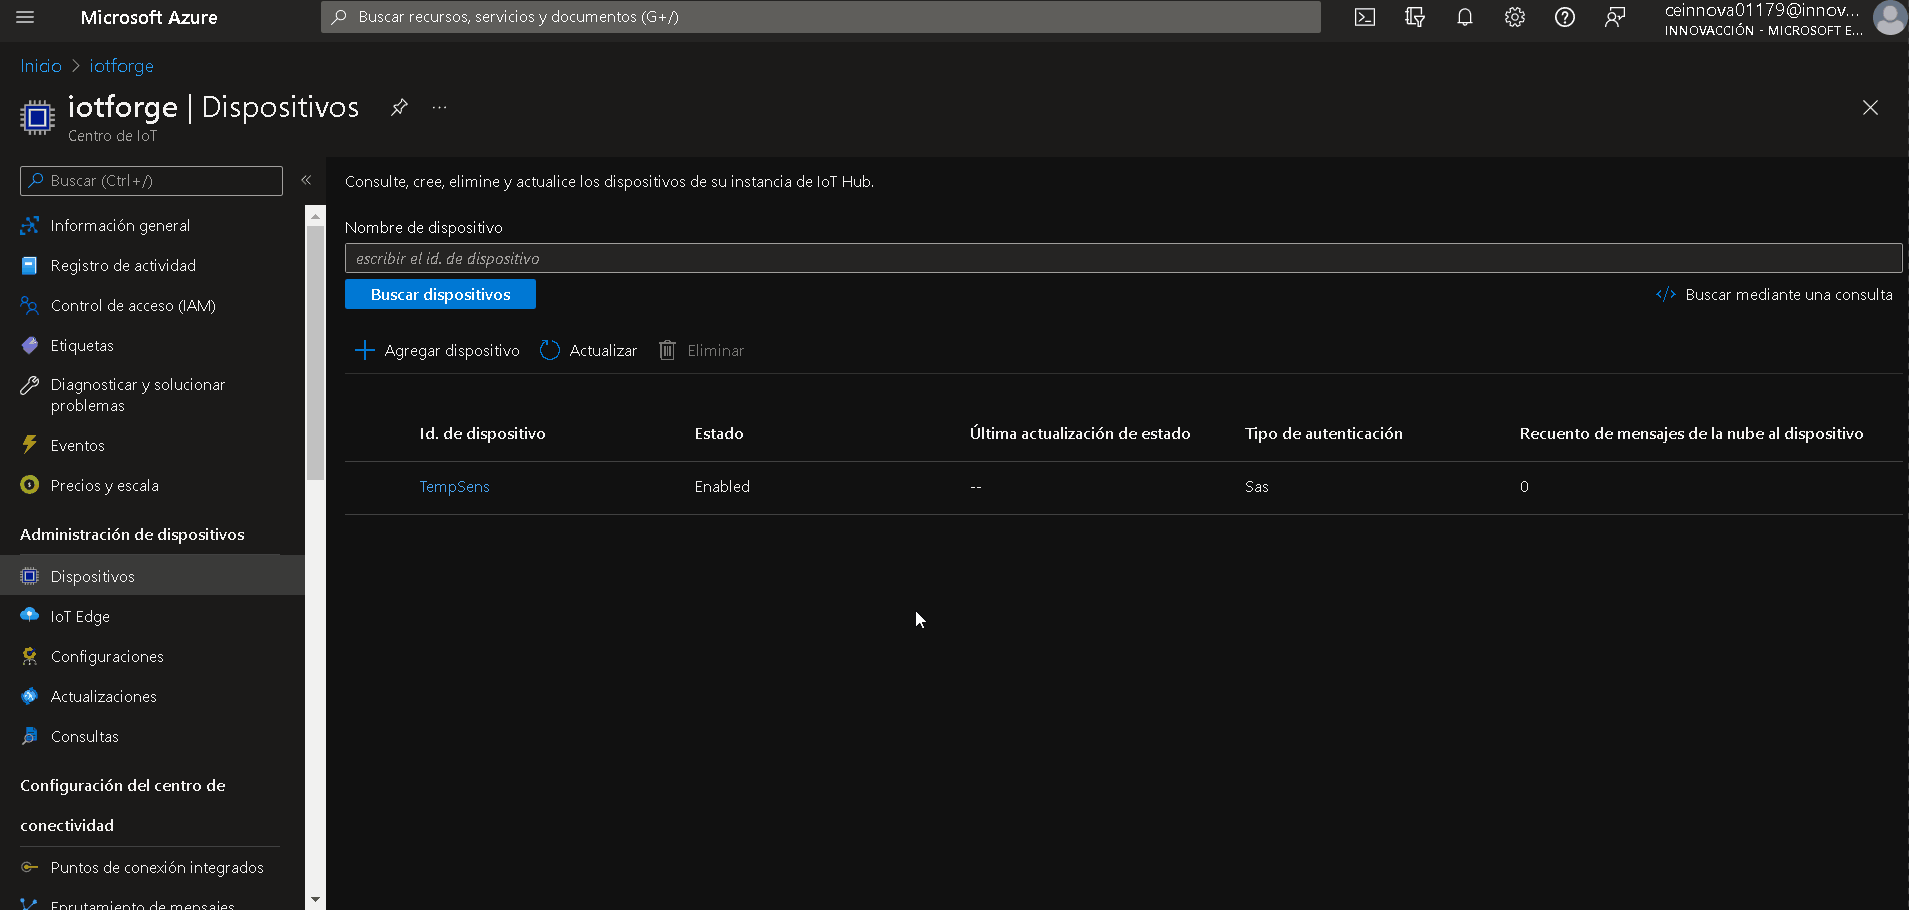 Microsoft Azure
Buscar recursos, servicios y documentos (G+/)
ceinnova01179@innov...
INNOVACCIÓN - MICROSOFT E...
Inicio > iotforge
iotforge | Dispositivos
Centro de IoT
Buscar (Ctrl+/)
Información general
Registro de actividad
Control de acceso (IAM)
Etiquetas
Diagnosticar y solucionar
problemas
Eventos
Precios y escala
Administración de dispositivos
Dispositivos
IoT Edge
Configuraciones
Actualizaciones
Consultas
Configuración del centro de
conectividad
Puntos de conexión integrados
Enrutamiento de mensajes
Consulte, cree, elimine y actualice los dispositivos de su instancia de IoT Hub.
Nombre de dispositivo
escribir el id. de dispositivo
Buscar dispositivos
Buscar mediante una consulta
Agregar dispositivo Actualizar Eliminar
Id. de dispositivo Estado Última actualización de estado Tipo de autenticación Recuento de mensajes de la nube al dispositivo
TempSens Enabled -- Sas 0